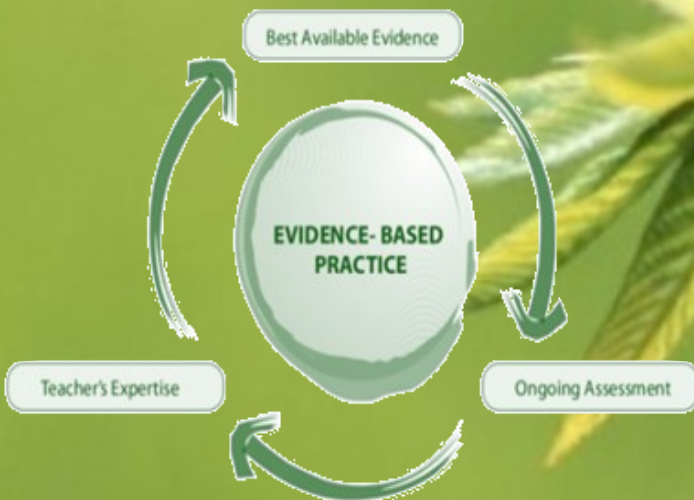 Best Available Evidence
EVIDENCE- BASED
PRACTICE
Teacher's Expertise
Ongoing Assessment